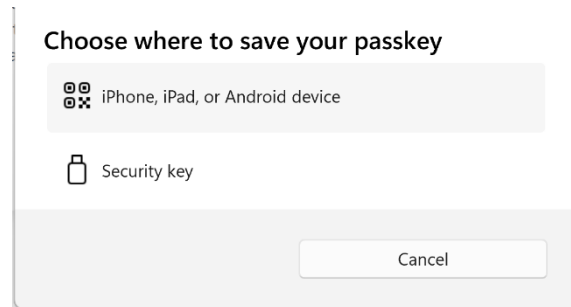 Choose where to save your passkey
iPhone, iPad, or Android device
Security key
Cancel